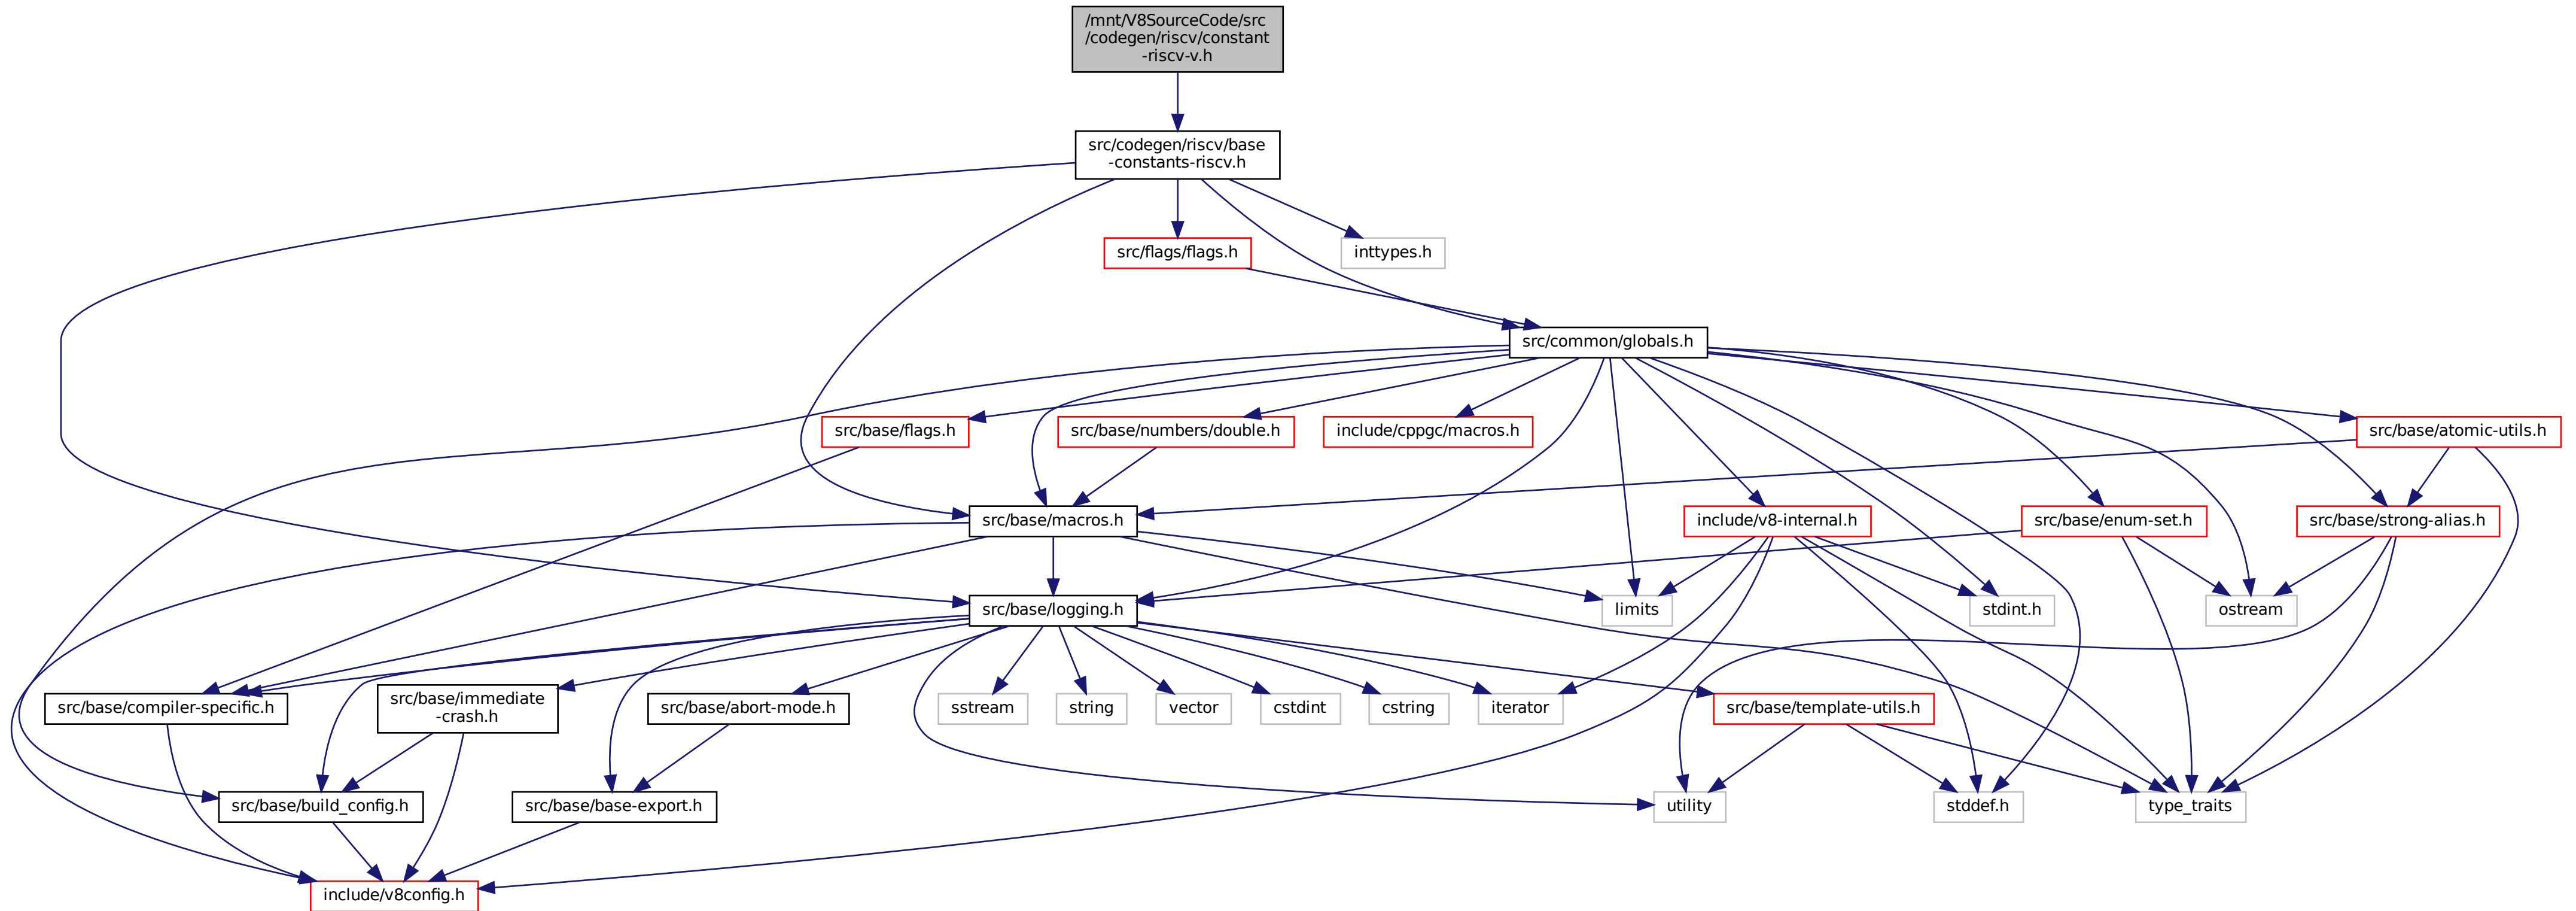 /mnt/V8SourceCode/src
/codegen/riscv/constant
-riscv-v.h
src/codegen/riscv/base
-constants-riscv.h
src/flags/flags.h
inttypes.h
src/common/globals.h
src/base/flags.h
src/base/numbers/double.h
include/cppgc/macros.h
src/base/atomic-utils.h
src/base/macros.h
include/v8-internal.h
src/base/enum-set.h
src/base/strong-alias.h
src/base/logging.h
limits
stdint.h
ostream
src/base/compiler-specific.h
src/base/immediate
-crash.h
src/base/abort-mode.h
sstream
string
vector
cstdint
cstring
iterator
src/base/template-utils.h
src/base/build_config.h
src/base/base-export.h
utility
stddef.h
type_traits
include/v8config.h